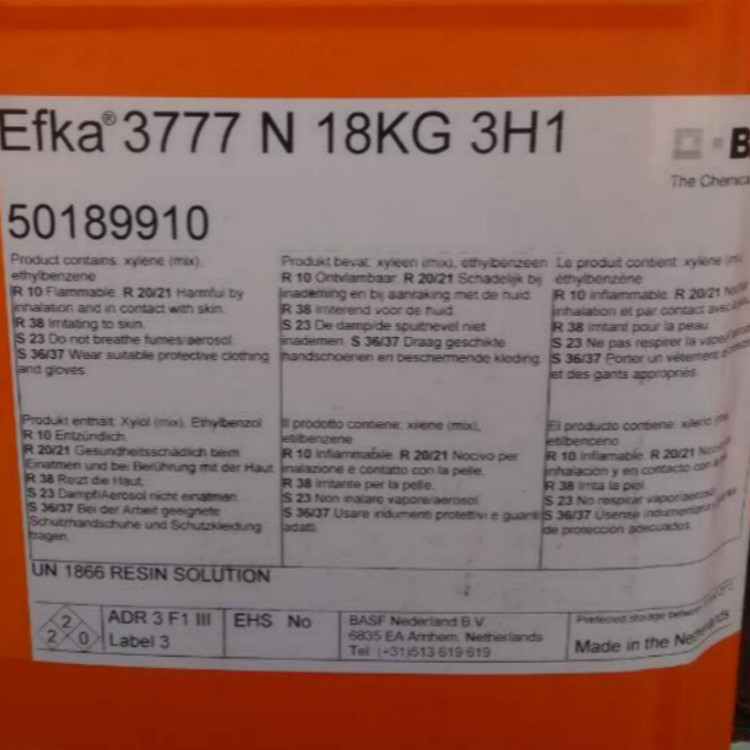 Efka® 3777 N 18KG 3H1
B
The Chemica
50189910
Product contains: xylene (mix),
ethylbenzene
R 10 Flammable. R 20/21 Harmful by
inhalation and in contact with skin.
R 38 Irritating to skin.
S 23 Do not breathe fumes/aerosol.
S 36/37 Wear suitable protective clothing
and gloves.
Produkt bevat: xyleen (mix), ethylbenzeen
R 10 Ontvlambaar. R 20/21 Schadelijk bij
inademing en bij aanraking met de huid.
R 38 Irriterend voor de huid.
S 23 De damp/de spuitnevel niet
inademen. S 36/37 Draag geschikte
handschoenen en beschermende kleding.
Le produit contient: xylène
éthylbenzène
R 10 Inflammable. R 20/21
inhalation et par contact avec
R 38 Irritant pour la peau.
S 23 Ne pas respirer la
S 36/37 Porter un vêtement
et des gants appropriés.
Produkt enthält: Xylol (mix), Ethylbenzol
R 10 Entzündlich.
R 20/21 Gesundheitsschädlich beim
Einatmen und bei Berührung mit der Haut
R 38 Reizt die Haut.
S 23 Dampf/Aerosol nicht einatmen.
S 36/37 Bei der Arbeit geeignete
Schutzhandschuhe und Schutzkleidung
tragen.
Il prodotto contiene: xilene (mix),
etilbenzene
R 10 Infiammabile. R 20/21 Nocivo per
inalazione e contatto con la pelle.
R 38 Irritante per la pelle.
S 23 Non inalare vapore/aerosol.
S 36/37 Usare indumenti protettivi e guanti
adatti.
El producto contiene: xileno
etilbenceno
R 10 Inflamable. R 20/21
inhalación y en contacto con
R 38 Irrita la piel.
S 23 No respirar
S 36/37 Úsense
de protección adecuados.
UN 1866 RESIN SOLUTION
2
2 0
ADR 3 F1 III
Label 3
EHS No
BASF Nederland B.V.
6835 EA Arnhem, Netherlands
Tel: (+31)513 619-619
Preferred storage between
Made in the Netherlands